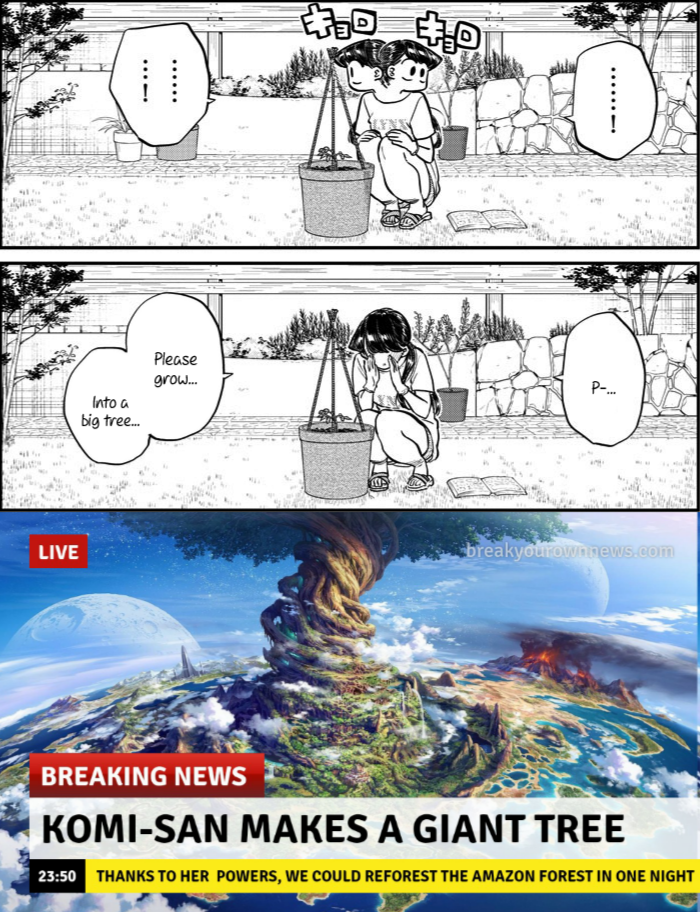 キョロ
キョロ
......!
......
...!
P-...
Please
grow...
Into a
big tree...
LIVE
breakyourownnews.com
BREAKING NEWS
KOMI-SAN MAKES A GIANT TREE
23:50 THANKS TO HER POWERS, WE COULD REFOREST THE AMAZON FOREST IN ONE NIGHT